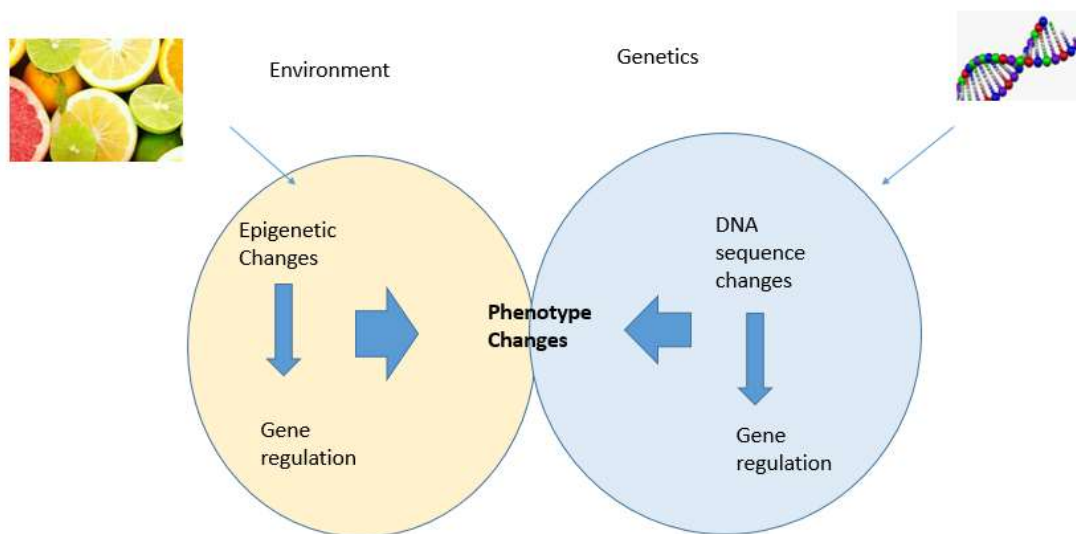 Environment
Genetics
Epigenetic
Changes
DNA
sequence
changes
Phenotype
Changes
Gene
regulation
Gene
regulation